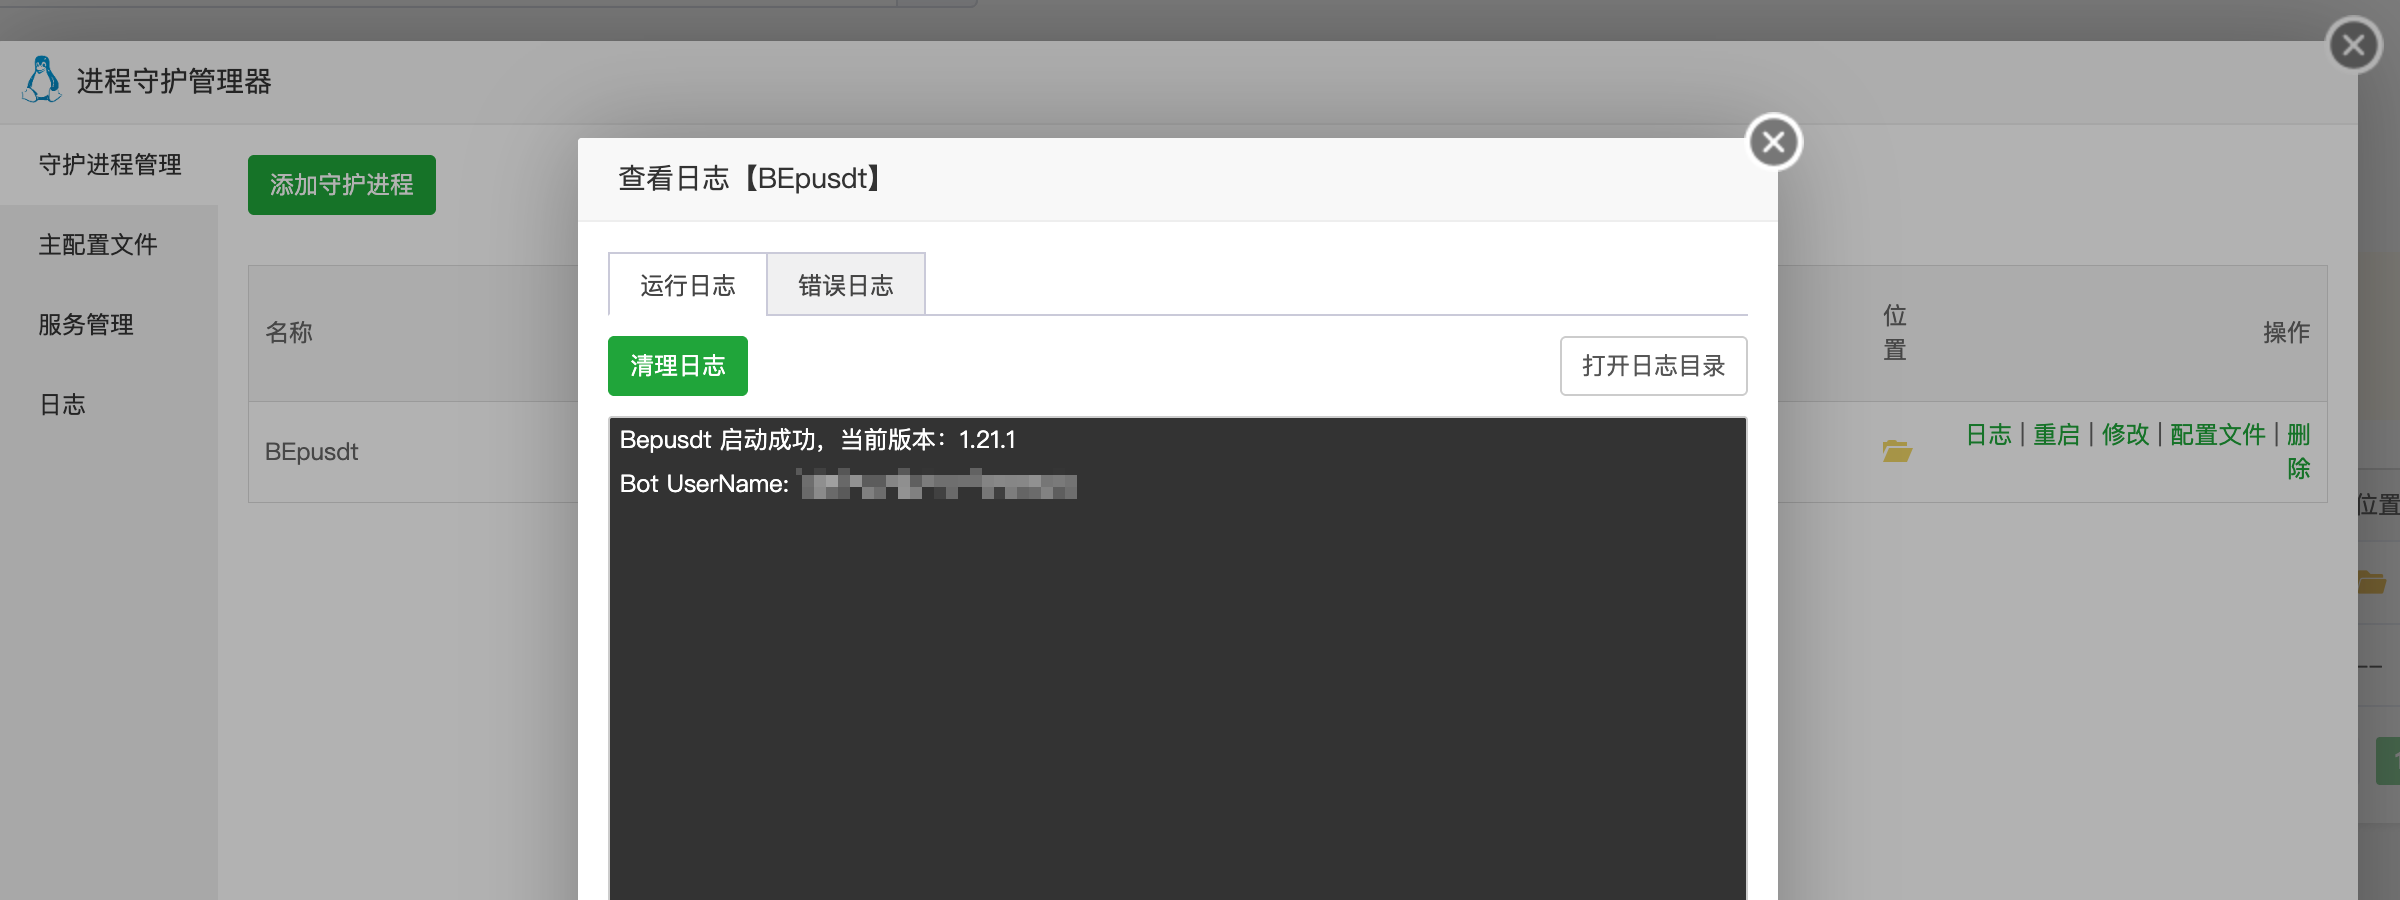 进程守护管理器
守护进程管理
主配置文件
服务管理
日志
添加守护进程
名称
BEpusdt
查看日志【BEpusdt】
运行日志
错误日志
清理日志
打开日志目录
Bepusdt 启动成功，当前版本：1.21.1
Bot UserName:
位
置
操作
日志 | 重启 | 修改 | 配置文件 | 删
除
位置
--